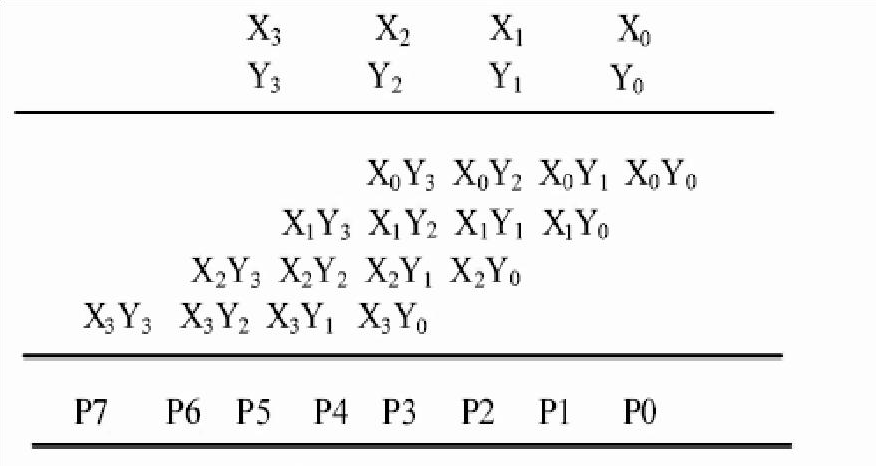 X₃ X₂ X₁ X₀
Y₃ Y₂ Y₁ Y₀
X₀Y₃ X₀Y₂ X₀Y₁ X₀Y₀
X₁Y₃ X₁Y₂ X₁Y₁ X₁Y₀
X₂Y₃ X₂Y₂ X₂Y₁ X₂Y₀
X₃Y₃ X₃Y₂ X₃Y₁ X₃Y₀
P7 P6 P5 P4 P3 P2 P1 P0